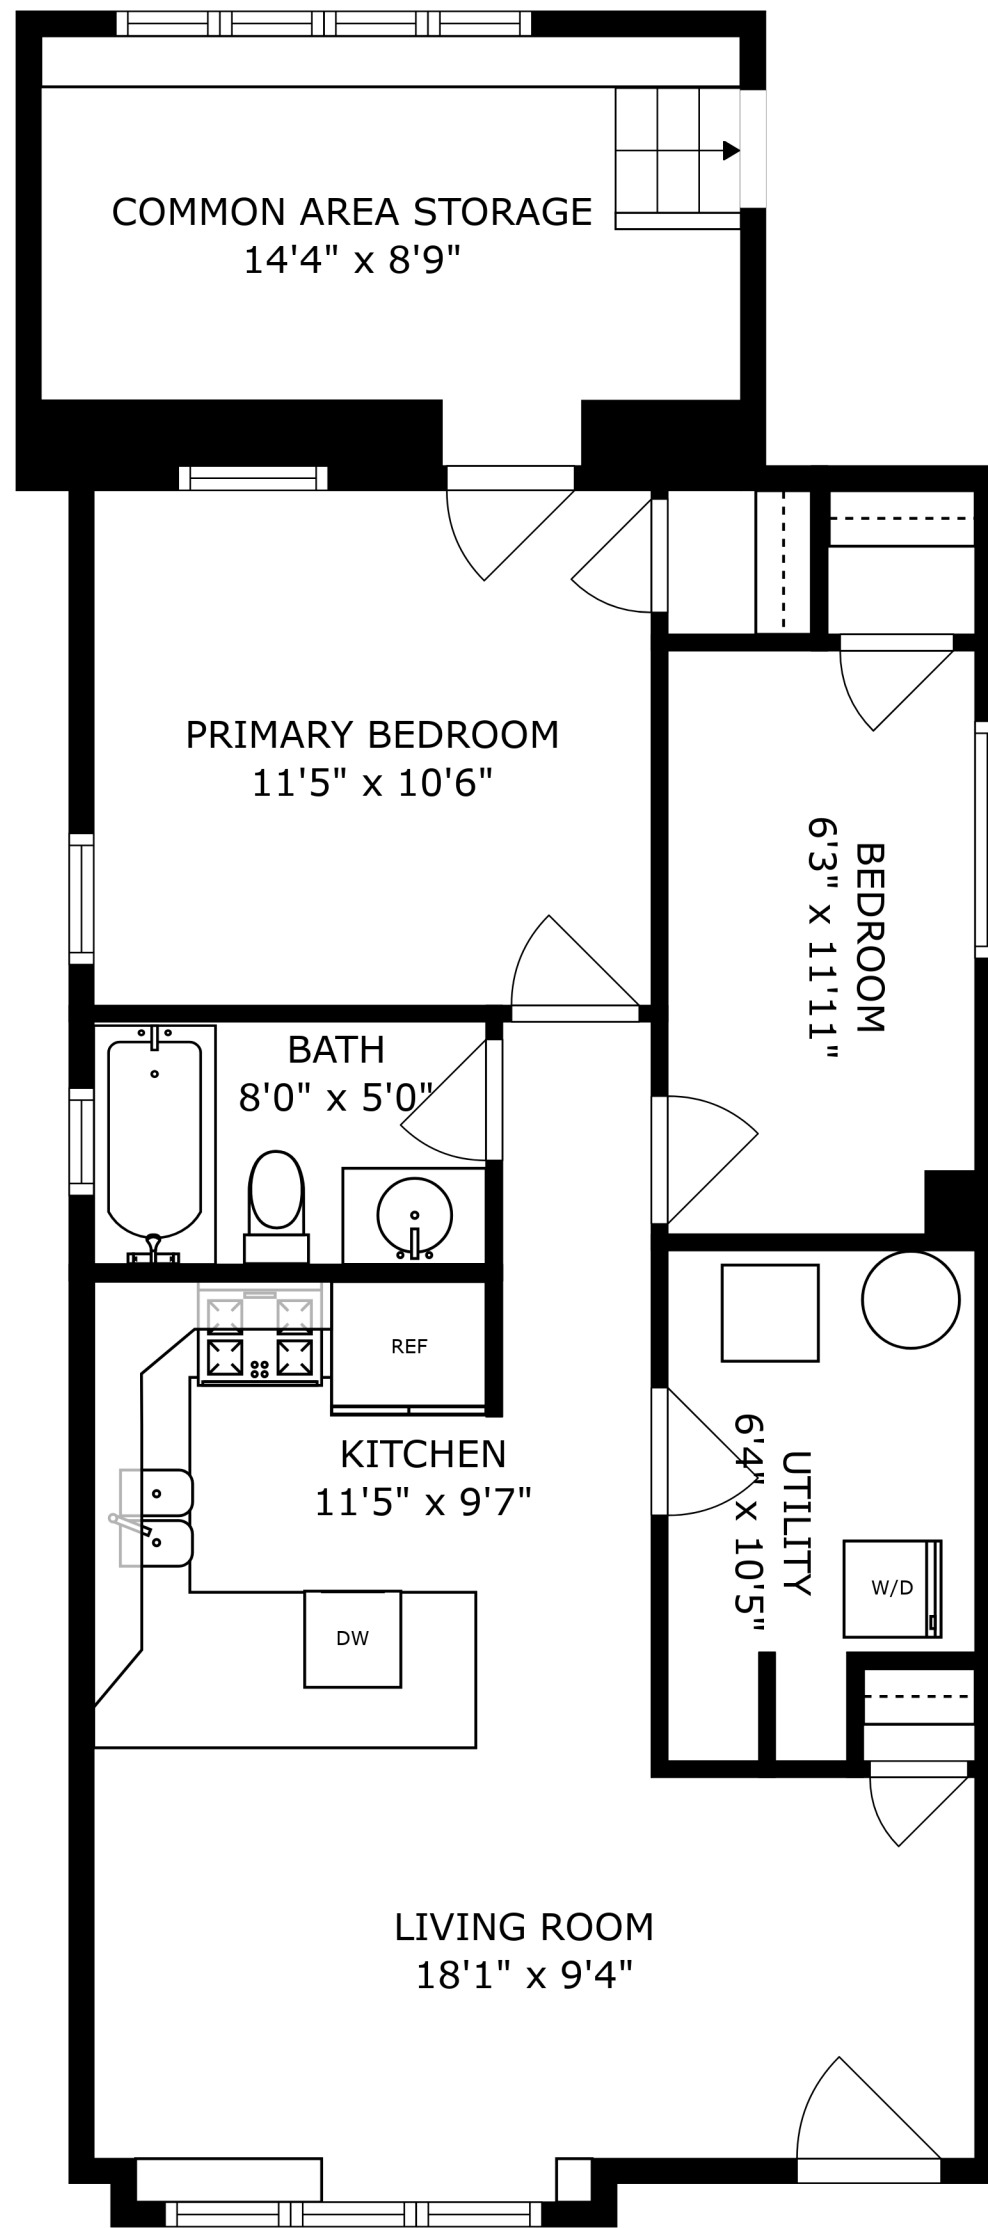 COMMON AREA STORAGE
14'4" x 8'9"
PRIMARY BEDROOM
11'5" x 10'6"
BEDROOM
6'3" x 11'11"
BATH
8'0" x 5'0"
REF
KITCHEN
11'5" x 9'7"
UTILITY
6'4" x 10'5"
W/D
DW
LIVING ROOM
18'1" x 9'4"